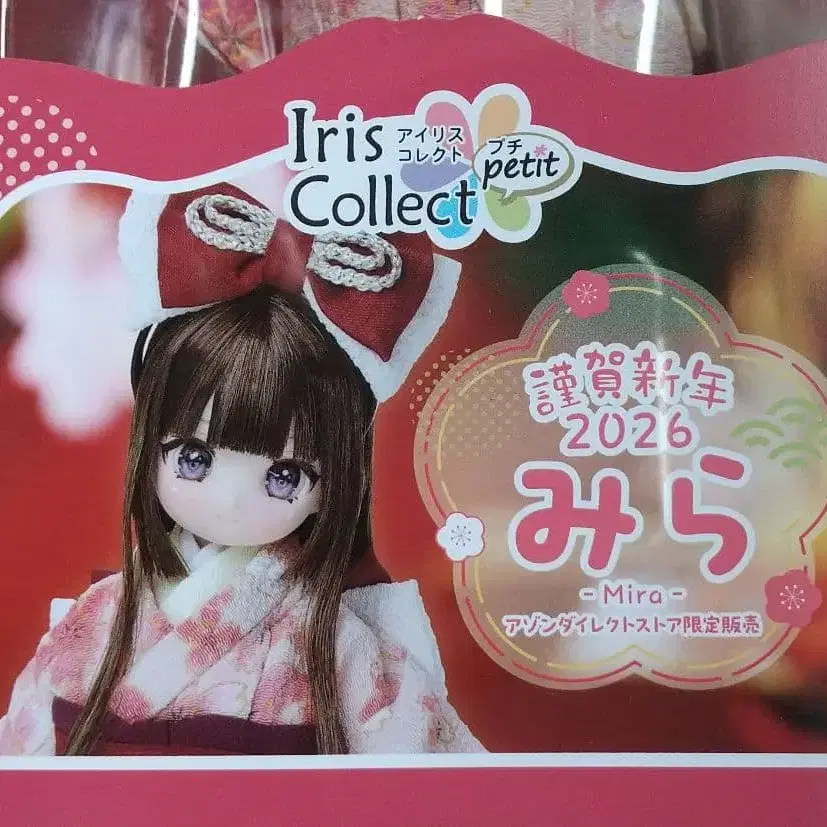 Iris アイリス
Collect コレクト
プチ
petit
謹賀新年
2026
みら
- Mira -
アゾンダイレクトストア限定販売